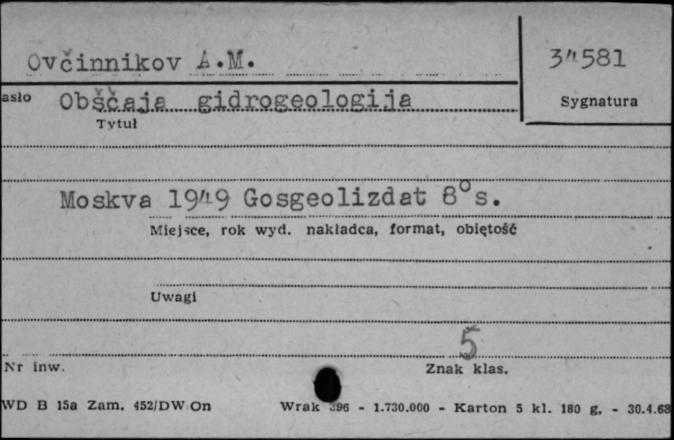 Ovčinnikov A.M.
34581
asło Obščaja gidrogeologija
Sygnatura
Tytuł
Moskva 1949 Gosgeolizdat 8°s.
Miejsce, rok wyd. nakładca, format, objętość
Uwagi
5
Nr inw.
Znak klas.
WD B 15a Zam. 452/DW On Wrak 396 - 1.730.000 - Karton 5 kl. 180 g. - 30.4.68